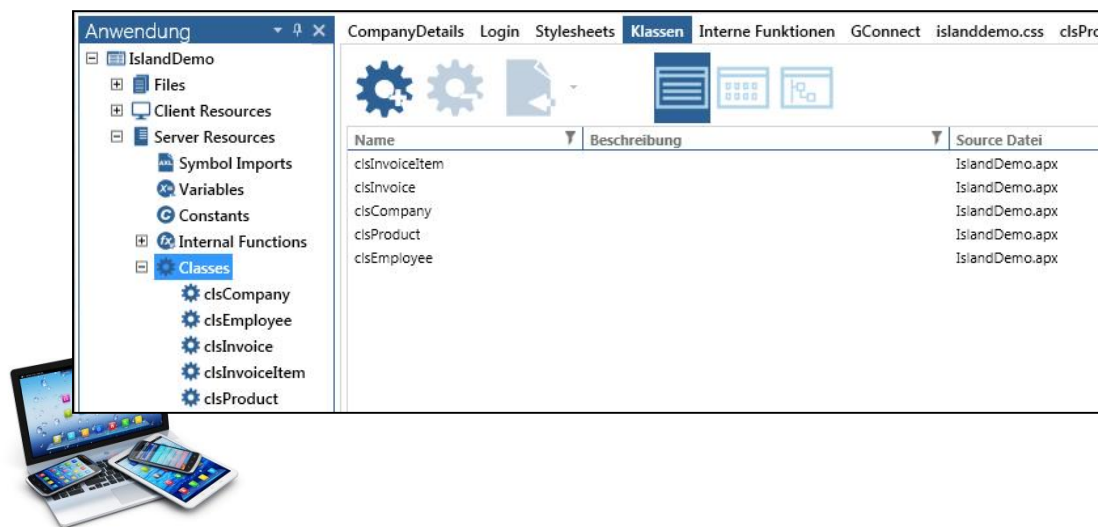 Anwendung
IslandDemo
Files
Client Resources
Server Resources
Symbol Imports
Variables
Constants
Internal Functions
Classes
clsCompany
clsEmployee
clsInvoice
clsInvoiceItem
clsProduct
CompanyDetails Login Stylesheets Klassen Interne Funktionen GConnect islanddemo.css clsPro
Name Beschreibung Source Datei
clsInvoiceItem IslandDemo.apx
clsInvoice IslandDemo.apx
clsCompany IslandDemo.apx
clsProduct IslandDemo.apx
clsEmployee IslandDemo.apx